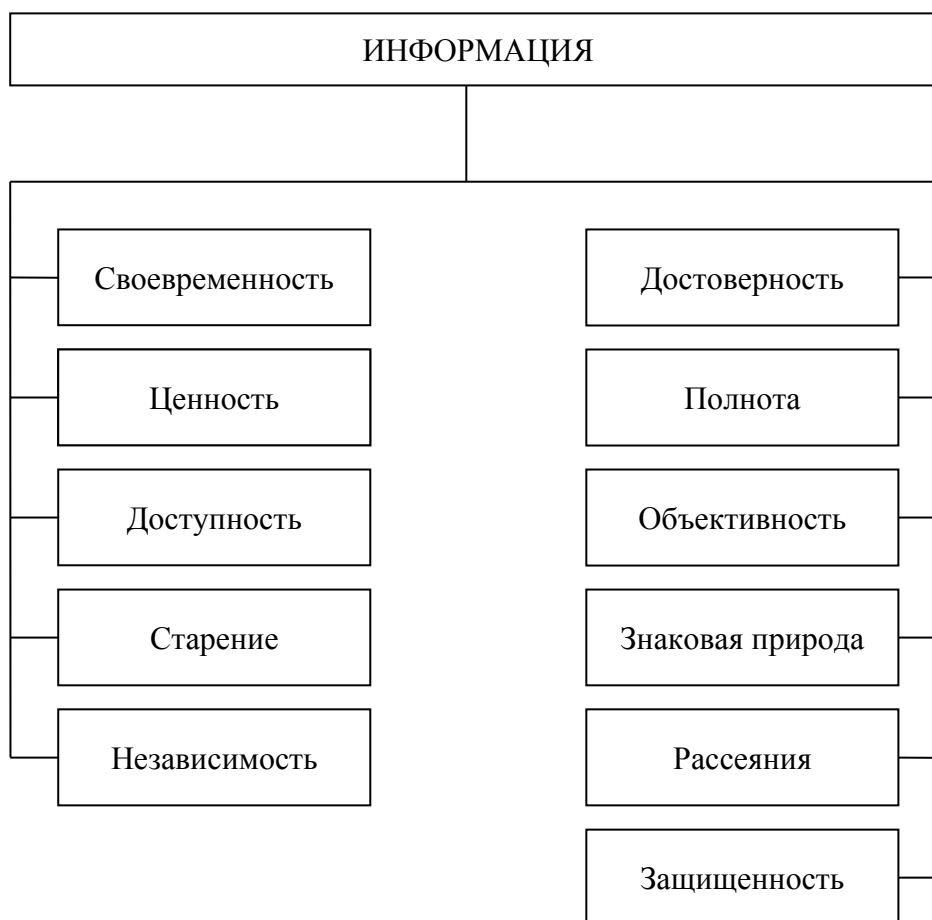 ИНФОРМАЦИЯ
Своевременность
Ценность
Доступность
Старение
Независимость
Достоверность
Полнота
Объективность
Знаковая природа
Рассеяния
Защищенность